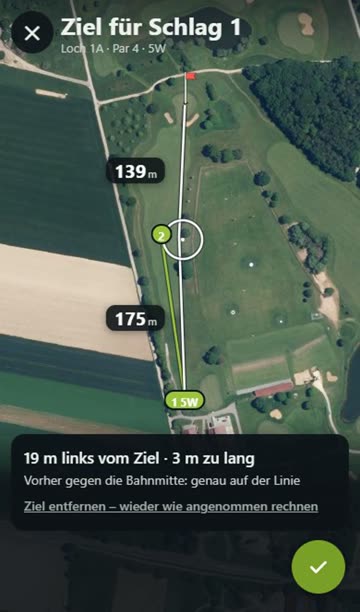 Ziel für Schlag 1
Loch 1A · Par 4 · 5W
139 m
2
175 m
1 5W
19 m links vom Ziel · 3 m zu lang
Vorher gegen die Bahnmitte: genau auf der Linie
Ziel entfernen – wieder wie angenommen rechnen